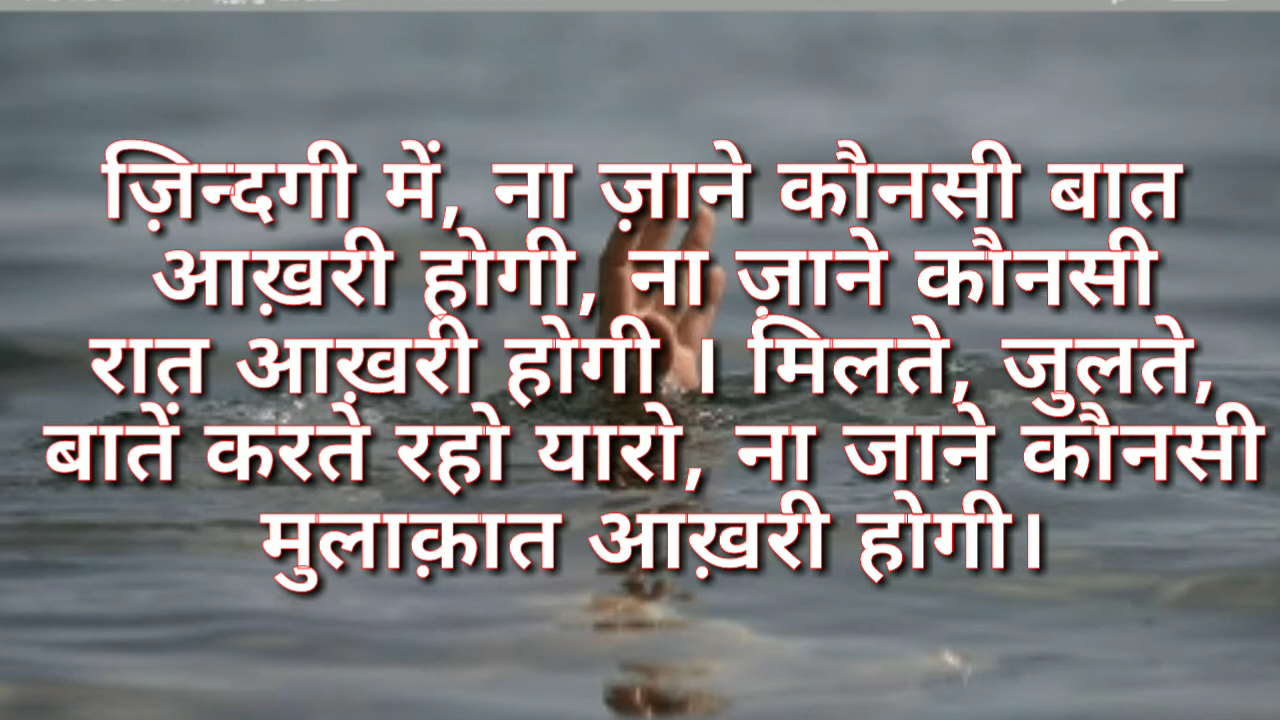 ज़िन्दगी में, ना ज़ाने कौनसी बात
आख़री होगी, ना ज़ाने कौनसी
रात आख़री होगी । मिलते, जुलते,
बातें करते रहो यारो, ना जाने कौनसी
मुलाक़ात आख़री होगी।